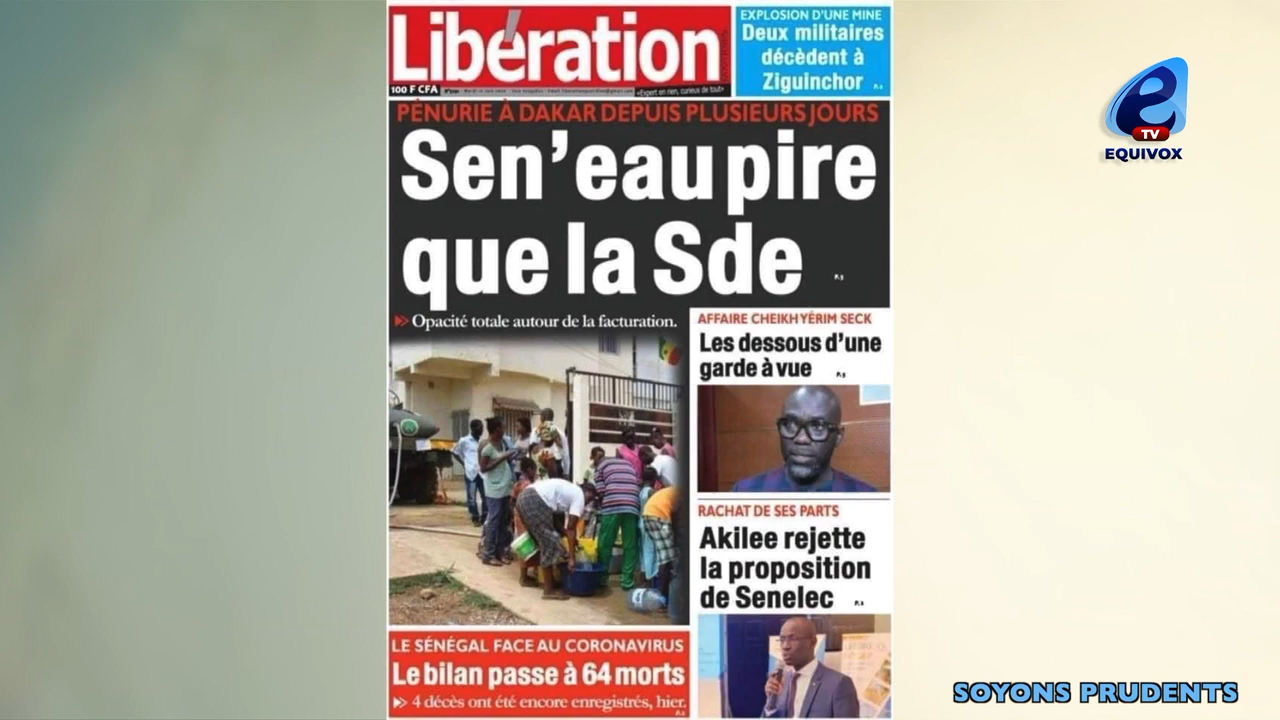 Libération
100 F CFA
«Expert en rien, curieux de tout»
EXPLOSION D'UNE MINE
Deux militaires
décèdent à
Ziguinchor
PÉNURIE À DAKAR DEPUIS PLUSIEURS JOURS
Sen'eau pire
que la Sde
Opacité totale autour de la facturation.
AFFAIRE CHEIKH YÉRIM SECK
Les dessous d'une
garde à vue
RACHAT DE SES PARTS
Akilee rejette
la proposition
de Senelec
LE SÉNÉGAL FACE AU CORONAVIRUS
Le bilan passe à 64 morts
4 décès ont été encore enregistrés, hier.
e
TV
EQUIVOX
SOYONS PRUDENTS